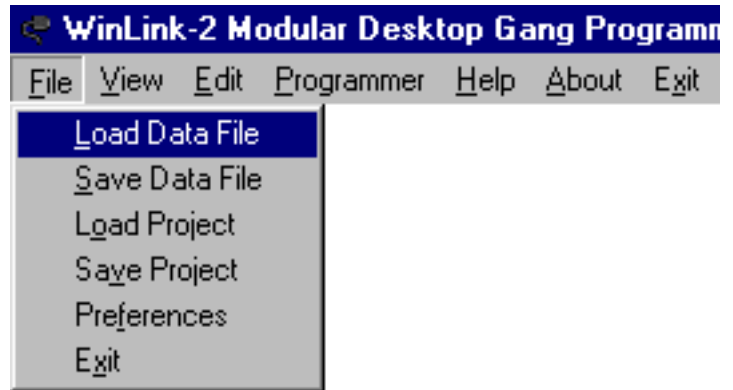 WinLink-2 Modular Desktop Gang
File View Edit Programmer Help About Exit
Load Data File
Save Data File
Load Project
Save Project
Preferences
Exit